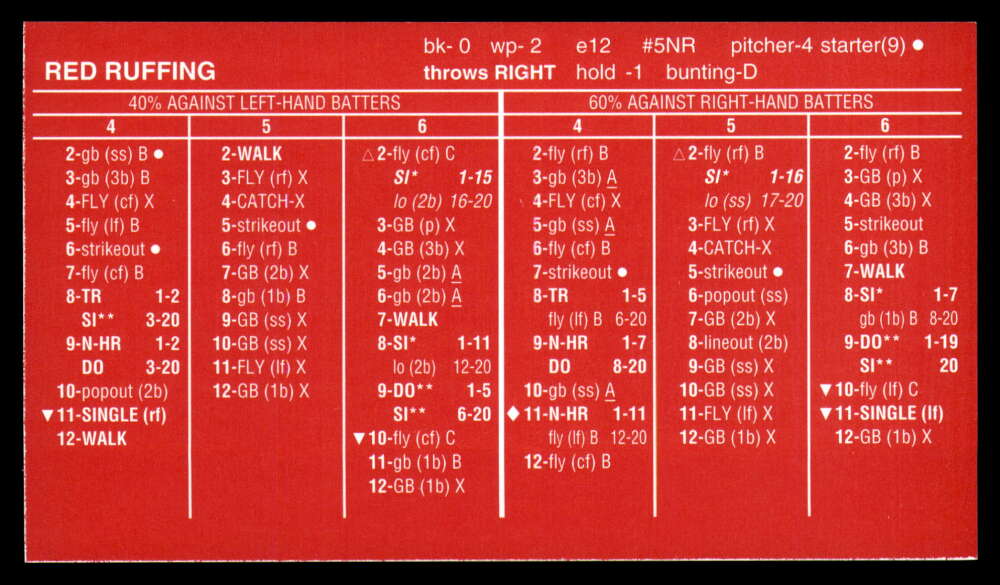 bk- 0 wp- 2 e12 #5NR pitcher-4 starter(9) ●
RED RUFFING throws RIGHT hold -1 bunting-D
40% AGAINST LEFT-HAND BATTERS
4
2-gb (ss) B ●
3-gb (3b) B
4-FLY (cf) X
5-fly (lf) B
6-strikeout ●
7-fly (cf) B
8-TR 1-2
SI** 3-20
9-N-HR 1-2
DO 3-20
10-popout (2b)
▼11-SINGLE (rf)
12-WALK
5
2-WALK
3-FLY (rf) X
4-CATCH-X
5-strikeout ●
6-fly (rf) B
7-GB (2b) X
8-gb (1b) B
9-GB (ss) X
10-GB (ss) X
11-FLY (lf) X
12-GB (1b) X
6
△2-fly (cf) C
SI* 1-15
lo (2b) 16-20
3-GB (p) X
4-GB (3b) X
5-gb (2b) A
6-gb (2b) A
7-WALK
8-SI* 1-11
lo (2b) 12-20
9-DO** 1-5
SI** 6-20
▼10-fly (cf) C
11-gb (1b) B
12-GB (1b) X
60% AGAINST RIGHT-HAND BATTERS
4
2-fly (rf) B
3-gb (3b) A
4-FLY (cf) X
5-gb (ss) A
6-fly (cf) B
7-strikeout ●
8-TR 1-5
fly (lf) B 6-20
9-N-HR 1-7
DO 8-20
10-gb (ss) A
◆11-N-HR 1-11
fly (lf) B 12-20
12-fly (cf) B
5
△2-fly (rf) B
SI* 1-16
lo (ss) 17-20
3-FLY (rf) X
4-CATCH-X
5-strikeout ●
6-popout (ss)
7-GB (2b) X
8-lineout (2b)
9-GB (ss) X
10-GB (ss) X
11-FLY (lf) X
12-GB (1b) X
6
2-fly (rf) B
3-GB (p) X
4-GB (3b) X
5-strikeout
6-gb (3b) B
7-WALK
8-SI* 1-7
gb (1b) B 8-20
9-DO** 1-19
SI** 20
▼10-fly (lf) C
▼11-SINGLE (lf)
12-GB (1b) X